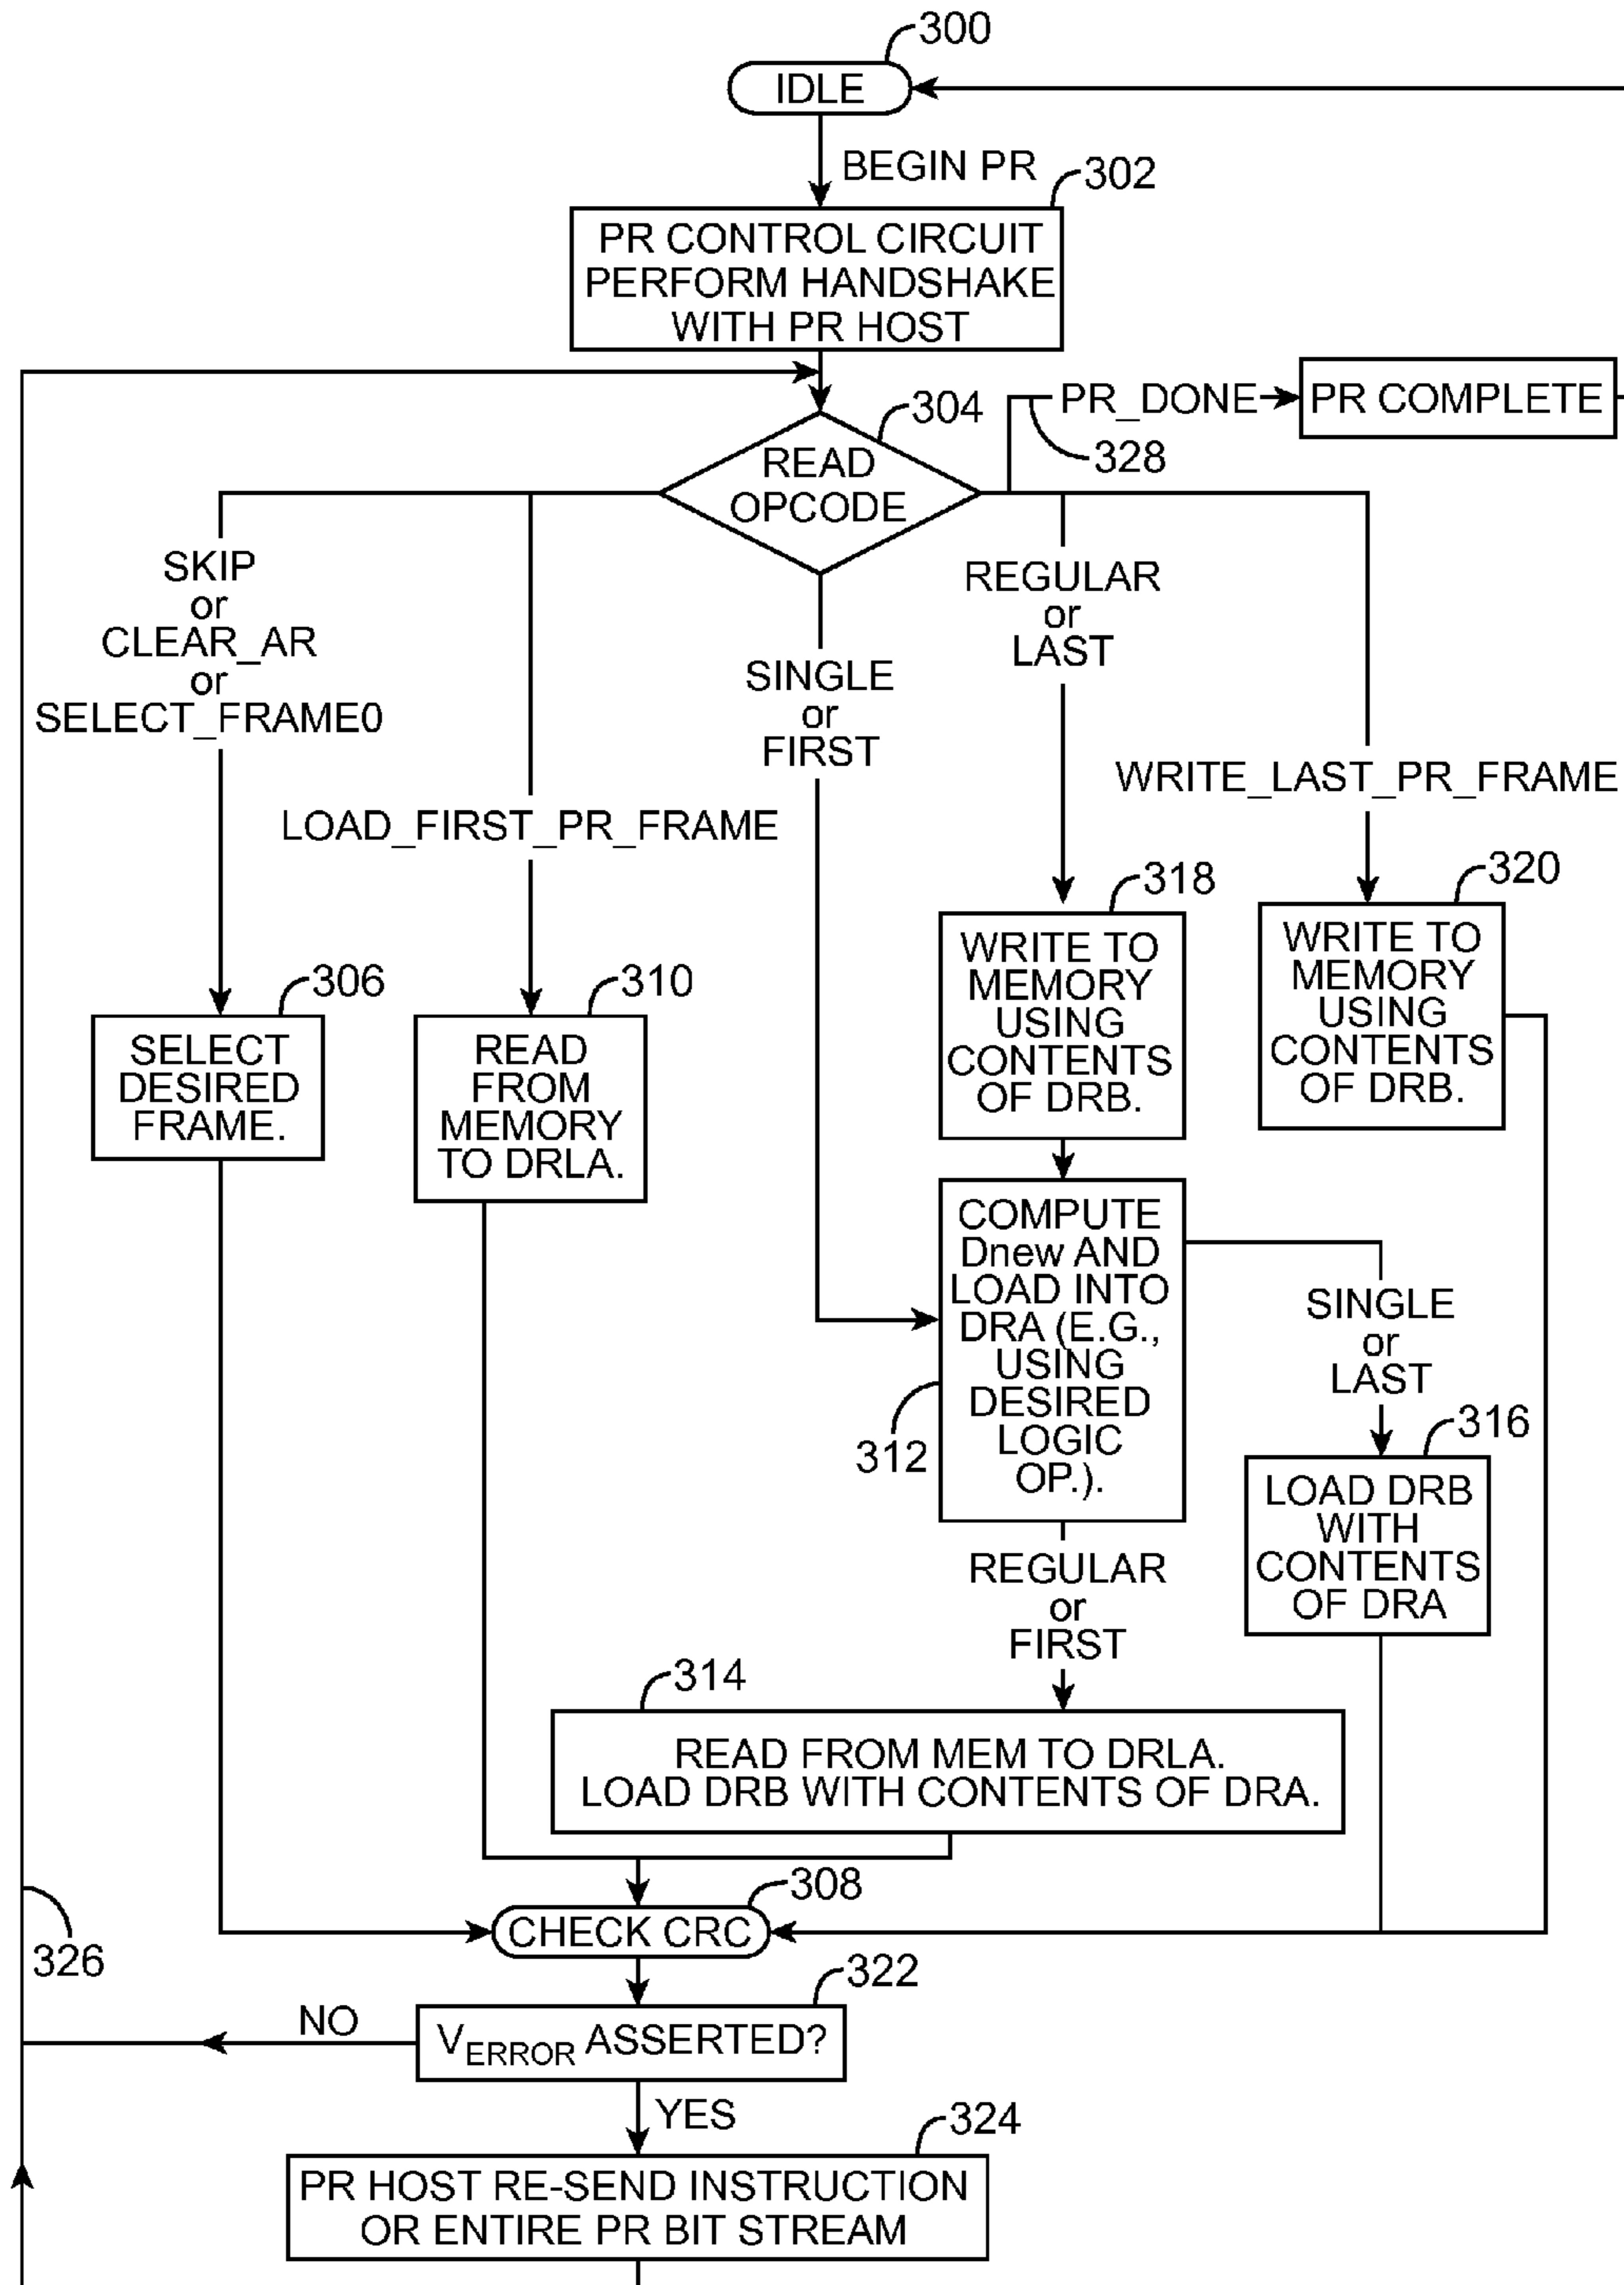 300
IDLE
BEGIN PR
302
PR CONTROL CIRCUIT
PERFORM HANDSHAKE
WITH PR HOST
304
READ
OPCODE
PR_DONE
328
PR COMPLETE
SKIP
or
CLEAR_AR
or
SELECT_FRAME0
LOAD_FIRST_PR_FRAME
SINGLE
or
FIRST
REGULAR
or
LAST
WRITE_LAST_PR_FRAME
306
SELECT
DESIRED
FRAME.
310
READ
FROM
MEMORY
TO DRLA.
318
WRITE TO
MEMORY
USING
CONTENTS
OF DRB.
320
WRITE TO
MEMORY
USING
CONTENTS
OF DRB.
COMPUTE
Dnew AND
LOAD INTO
DRA (E.G.,
USING
DESIRED
LOGIC
OP.).
312
SINGLE
or
LAST
316
LOAD DRB
WITH
CONTENTS
OF DRA
REGULAR
or
FIRST
314
READ FROM MEM TO DRLA.
LOAD DRB WITH CONTENTS OF DRA.
308
CHECK CRC
326
322
VERROR ASSERTED?
NO
YES
324
PR HOST RE-SEND INSTRUCTION
OR ENTIRE PR BIT STREAM